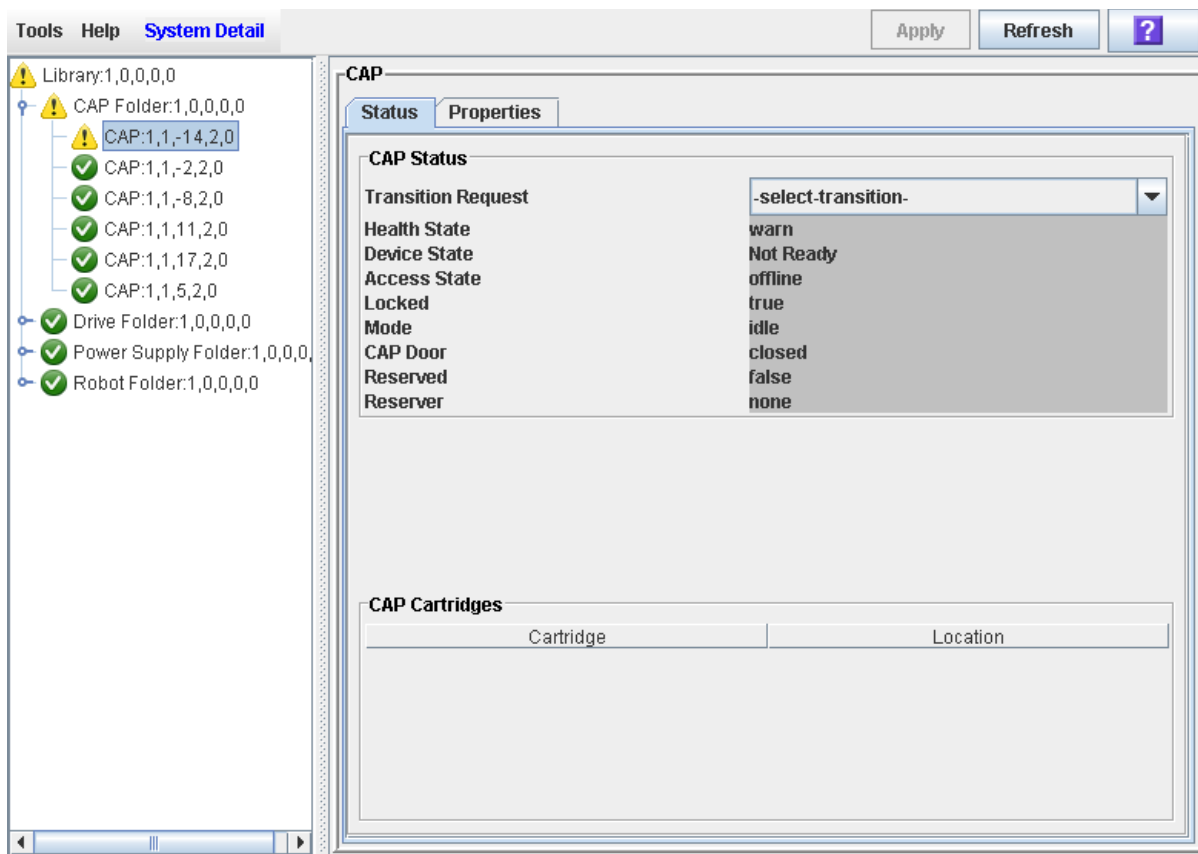 Tools Help System Detail Apply Refresh ?
Library:1,0,0,0,0
CAP Folder:1,0,0,0,0
CAP:1,1,-14,2,0
CAP:1,1,-2,2,0
CAP:1,1,-8,2,0
CAP:1,1,11,2,0
CAP:1,1,17,2,0
CAP:1,1,5,2,0
Drive Folder:1,0,0,0,0
Power Supply Folder:1,0,0,0,
Robot Folder:1,0,0,0,0
CAP
Status Properties
CAP Status
Transition Request -select-transition-
Health State warn
Device State Not Ready
Access State offline
Locked true
Mode idle
CAP Door closed
Reserved false
Reserver none
CAP Cartridges
Cartridge Location